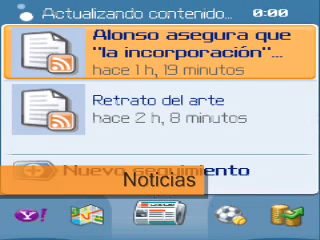 Actualizando contenido... 0:00
Alonso asegura que
"la incorporación"...
hace 1 h, 19 minutos
Retrato del arte
hace 2 h, 8 minutos
Nuevo seguimiento
Noticias
Y!